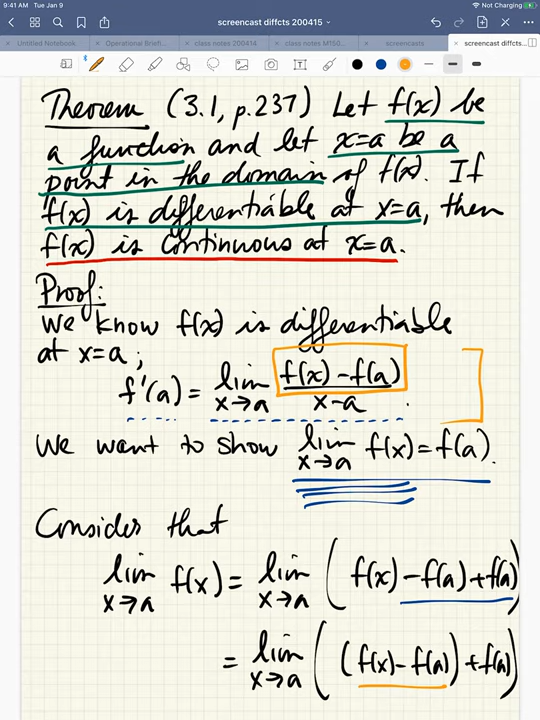 9:41 AM Tue Jan 9
Not Charging
screencast diffcts 200415
Untitled Notebook
Operational Briefi...
class notes 200414
class notes M150...
screencasts
screencast diffcts...
Theorem (3.1, p.237) Let f(x) be
a function and let x=a be a
point in the domain of f(x). If
f(x) is differentiable at x=a, then
f(x) is continuous at x=a.
Proof:
We know f(x) is differentiable
at x=a;
f'(a) = lim x→a (f(x) - f(a)) / (x-a)
We want to show lim x→a f(x) = f(a).
Consider that
lim x→a f(x) = lim x→a ( f(x) - f(a) + f(a)
= lim x→a ( (f(x) - f(a)) + f(a) )